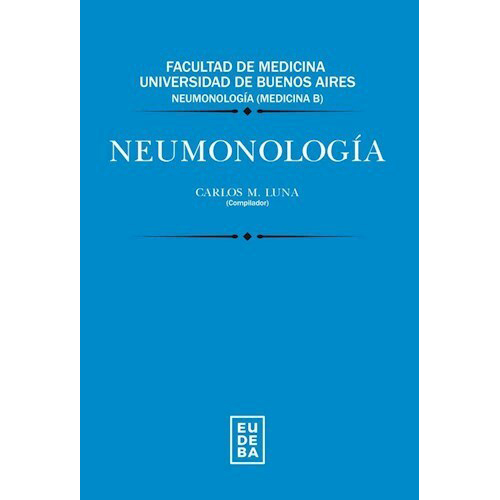 FACULTAD DE MEDICINA
UNIVERSIDAD DE BUENOS AIRES
NEUMONOLOGÍA (MEDICINA B)
NEUMONOLOGÍA
CARLOS M. LUNA
(Compilador)
EU
DE
BA